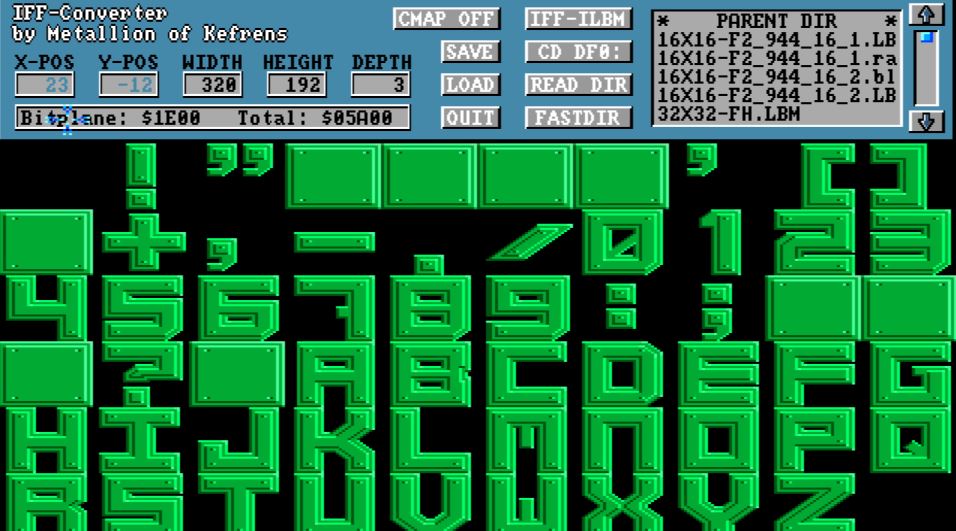 IFF-Converter
by Metallion of Kefrens
X-POS Y-POS WIDTH HEIGHT DEPTH
23 -12 320 192 3
Bitplane: $1E00 Total: $05A00
CMAP OFF
SAVE
LOAD
QUIT
IFF-ILBM
CD DF0:
READ DIR
FASTDIR
* PARENT DIR *
16X16-F2_944_16_1.LB
16X16-F2_944_16_1.ra
16X16-F2_944_16_2.bl
16X16-F2_944_16_2.LB
32X32-FH.LBM
! " ' [ ]
+ , - . / 0 1 2 3
4 5 6 7 8 9 : ;
? A B C D E F G
H I J K L M N O P Q
R S T U V W X Y Z